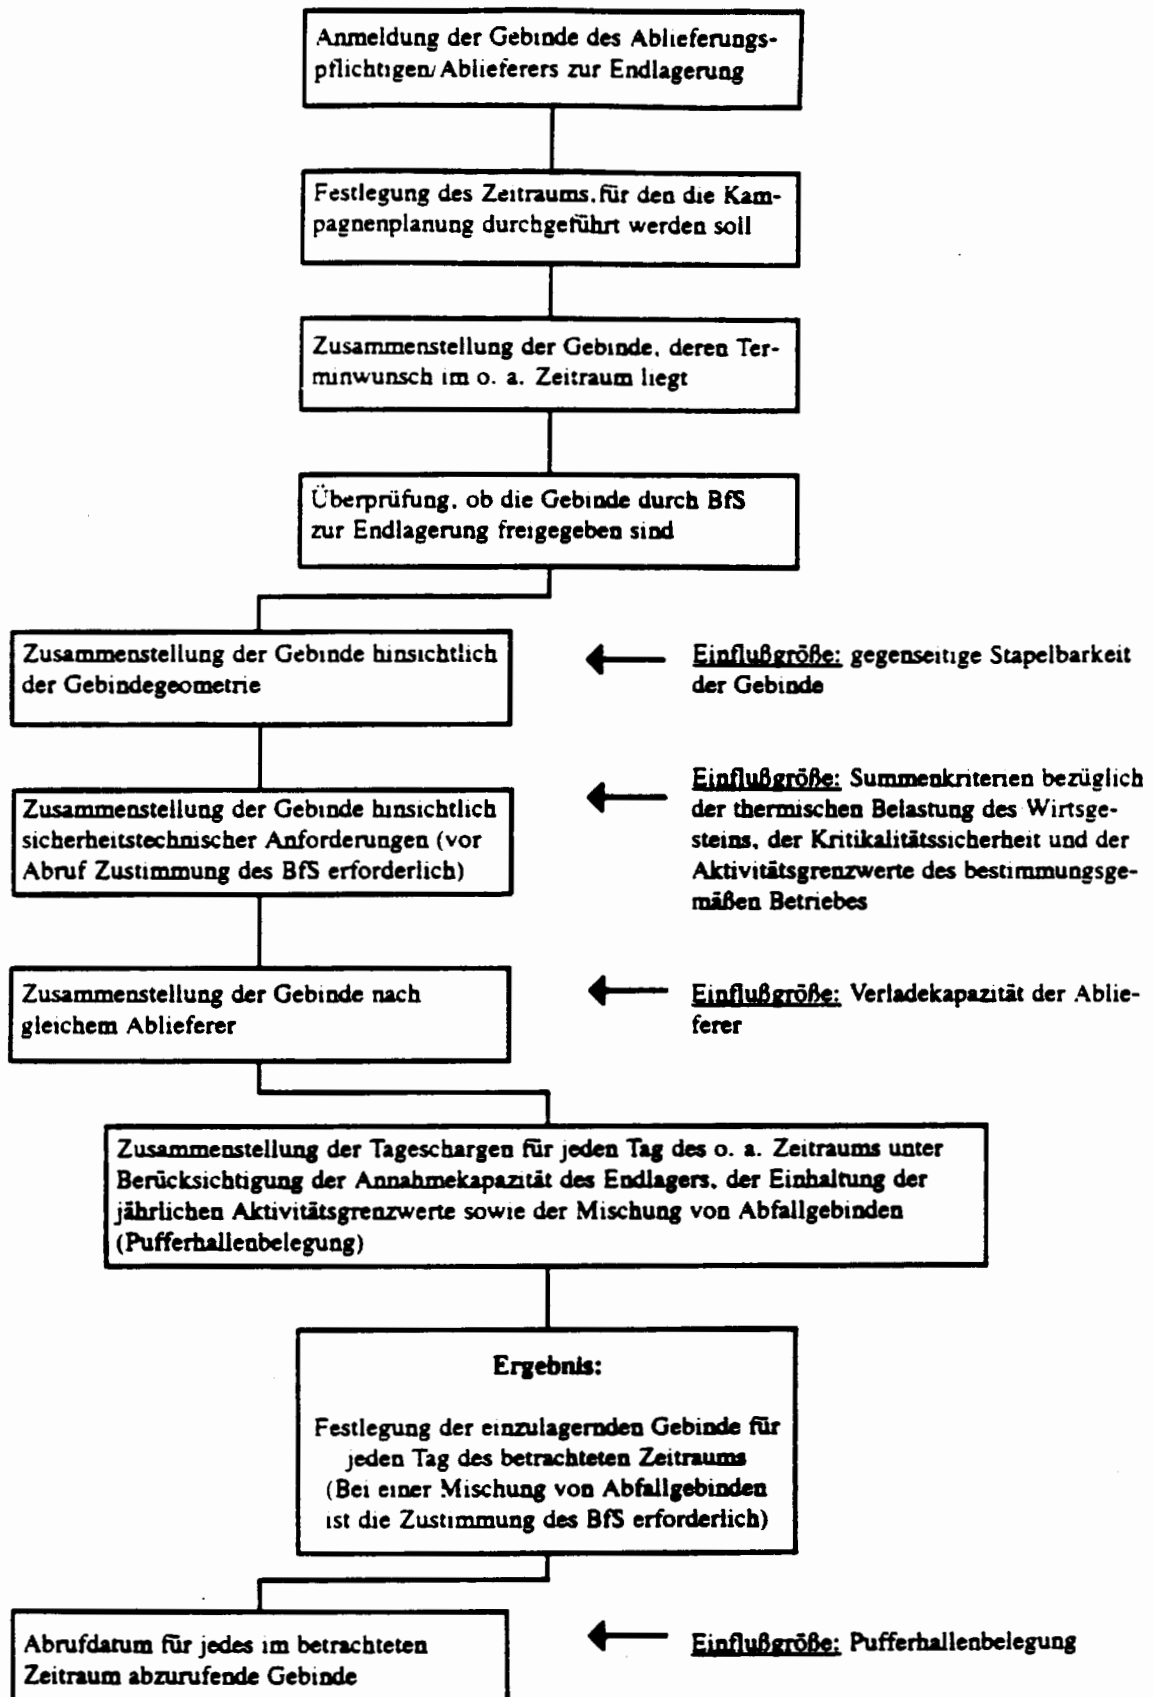 Anmeldung der Gebinde des Ablieferungs-
pflichtigen/Ablieferers zur Endlagerung
Festlegung des Zeitraums, für den die Kam-
pagnenplanung durchgeführt werden soll
Zusammenstellung der Gebinde, deren Ter-
minwunsch im o. a. Zeitraum liegt
Überprüfung, ob die Gebinde durch BfS
zur Endlagerung freigegeben sind
Zusammenstellung der Gebinde hinsichtlich
der Gebindegeometrie
Einflußgröße: gegenseitige Stapelbarkeit
der Gebinde
Zusammenstellung der Gebinde hinsichtlich
sicherheitstechnischer Anforderungen (vor
Abruf Zustimmung des BfS erforderlich)
Einflußgröße: Summenkriterien bezüglich
der thermischen Belastung des Wirtsge-
steins, der Kritikalitätssicherheit und der
Aktivitätsgrenzwerte des bestimmungsge-
mäßen Betriebes
Zusammenstellung der Gebinde nach
gleichem Ablieferer
Einflußgröße: Verladekapazität der Ablie-
ferer
Zusammenstellung der Tageschargen für jeden Tag des o. a. Zeitraums unter
Berücksichtigung der Annahmekapazität des Endlagers, der Einhaltung der
jährlichen Aktivitätsgrenzwerte sowie der Mischung von Abfallgebinden
(Pufferhallenbelegung)
Ergebnis:
Festlegung der einzulagernden Gebinde für
jeden Tag des betrachteten Zeitraums
(Bei einer Mischung von Abfallgebinden
ist die Zustimmung des BfS erforderlich)
Abrufdatum für jedes im betrachteten
Zeitraum abzurufende Gebinde
Einflußgröße: Pufferhallenbelegung